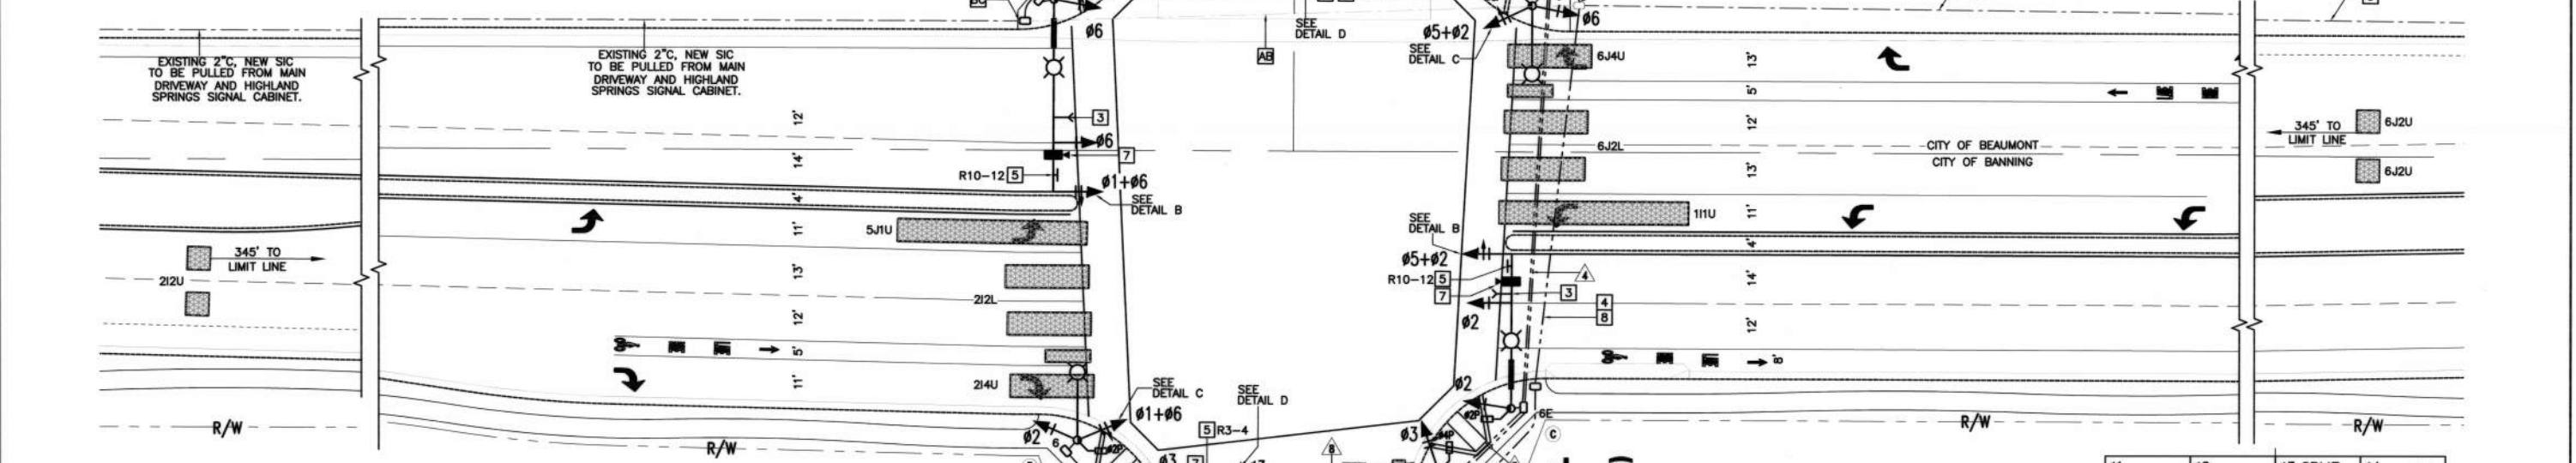 Ø6
AB
SEE
DETAIL D
Ø5+Ø2
SEE
DETAIL C
Ø6
6J4U
EXISTING 2"C, NEW SIC
TO BE PULLED FROM MAIN
DRIVEWAY AND HIGHLAND
SPRINGS SIGNAL CABINET.
EXISTING 2"C, NEW SIC
TO BE PULLED FROM MAIN
DRIVEWAY AND HIGHLAND
SPRINGS SIGNAL CABINET.
12'
14'
4'
11'
13'
12'
5'
11'
3
Ø6
7
R10-12 5
Ø1+Ø6
SEE
DETAIL B
5J1U
2I2L
2I4U
345' TO
LIMIT LINE
2I2U
SEE
DETAIL C
Ø1+Ø6
SEE
DETAIL D
5 R3-4
Ø2
6
Ø2P
Ø3
7
8
13'
5'
12'
13'
11'
4'
14'
12'
8'
6J2L
CITY OF BEAUMONT
CITY OF BANNING
1I1U
345' TO
LIMIT LINE
6J2U
6J2U
SEE
DETAIL B
Ø5+Ø2
R10-12 5
7
3
4
4
8
Ø2
Ø2
Ø2P
6E
Ø3
Ø4P
C
R/W
R/W
R/W
R/W